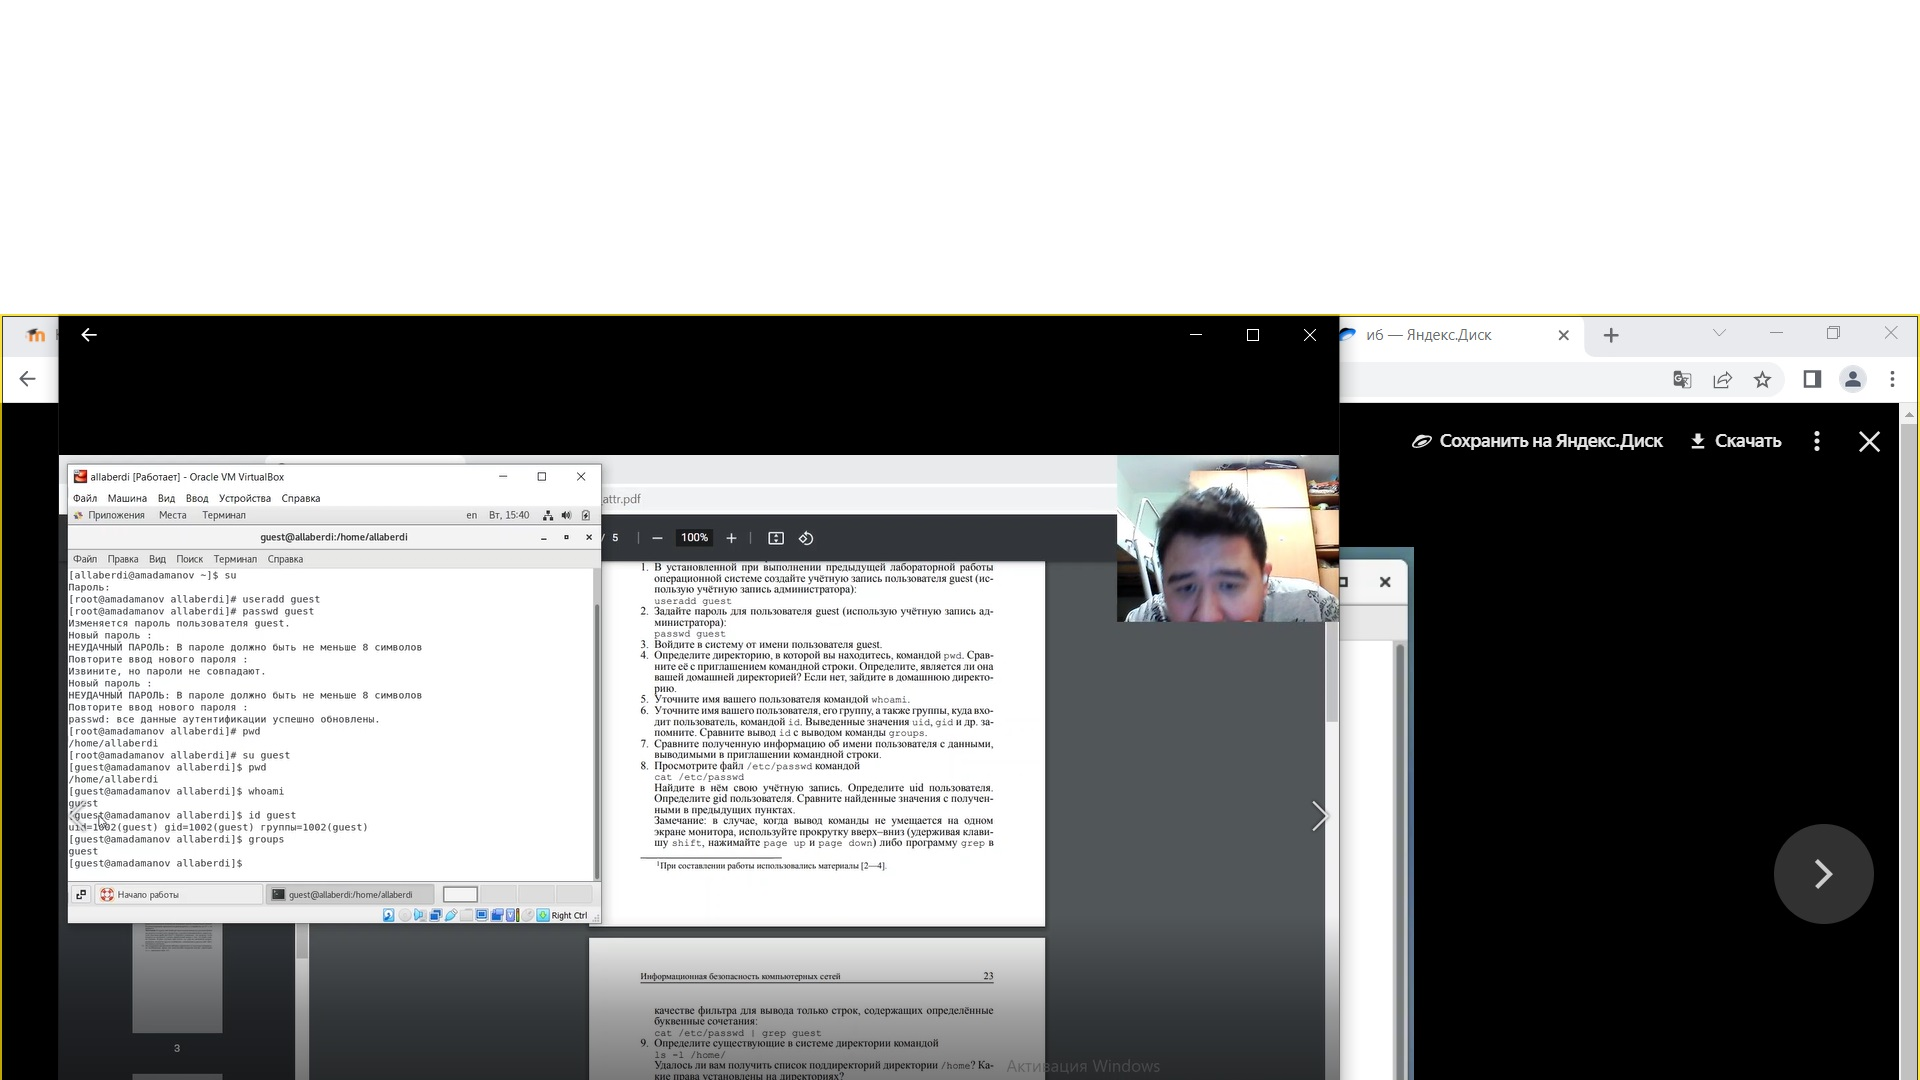 иб — Яндекс.Диск
Сохранить на Яндекс.Диск
Скачать
allaberdi [Работает] - Oracle VM VirtualBox
Файл Машина Вид Ввод Устройства Справка
Приложения Места Терминал en Вт, 15:40
guest@allaberdi:/home/allaberdi
Файл Правка Вид Поиск Терминал Справка
[allaberdi@amadamanov ~]$ su
Пароль:
[root@amadamanov allaberdi]# useradd guest
[root@amadamanov allaberdi]# passwd guest
Изменяется пароль пользователя guest.
Новый пароль :
НЕУДАЧНЫЙ ПАРОЛЬ: В пароле должно быть не меньше 8 символов
Повторите ввод нового пароля :
Извините, но пароли не совпадают.
Новый пароль :
НЕУДАЧНЫЙ ПАРОЛЬ: В пароле должно быть не меньше 8 символов
Повторите ввод нового пароля :
passwd: все данные аутентификации успешно обновлены.
[root@amadamanov allaberdi]# pwd
/home/allaberdi
[root@amadamanov allaberdi]# su guest
[guest@amadamanov allaberdi]$ pwd
/home/allaberdi
[guest@amadamanov allaberdi]$ whoami
guest
[guest@amadamanov allaberdi]$ id guest
uid=1002(guest) gid=1002(guest) группы=1002(guest)
[guest@amadamanov allaberdi]$ groups
guest
[guest@amadamanov allaberdi]$
Начало работы
guest@allaberdi:/home/allaberdi
Right Ctrl
3
attr.pdf
/ 5 100%
1. В установленной при выполнении предыдущей лабораторной работы
операционной системе создайте учётную запись пользователя guest (ис-
пользую учётную запись администратора):
useradd guest
2. Задайте пароль для пользователя guest (использую учётную запись ад-
министратора):
passwd guest
3. Войдите в систему от имени пользователя guest.
4. Определите директорию, в которой вы находитесь, командой pwd. Срав-
ните её с приглашением командной строки. Определите, является ли она
вашей домашней директорией? Если нет, зайдите в домашнюю директо-
рию.
5. Уточните имя вашего пользователя командой whoami.
6. Уточните имя вашего пользователя, его группу, а также группы, куда вхо-
дит пользователь, командой id. Выведенные значения uid, gid и др. за-
помните. Сравните вывод id с выводом команды groups.
7. Сравните полученную информацию об имени пользователя с данными,
выводимыми в приглашении командной строки.
8. Просмотрите файл /etc/passwd командой
cat /etc/passwd
Найдите в нём свою учётную запись. Определите uid пользователя.
Определите gid пользователя. Сравните найденные значения с получен-
ными в предыдущих пунктах.
Замечание: в случае, когда вывод команды не умещается на одном
экране монитора, используйте прокрутку вверх–вниз (удерживая клави-
шу shift, нажимайте page up и page down) либо программу grep в
1При составлении работы использовались материалы [2—4].
Информационная безопасность компьютерных сетей 23
качестве фильтра для вывода только строк, содержащих определённые
буквенные сочетания:
cat /etc/passwd | grep guest
9. Определите существующие в системе директории командой
ls -l /home/
Удалось ли вам получить список поддиректорий директории /home? Ка-
кие права установлены на директориях?
Активация Windows